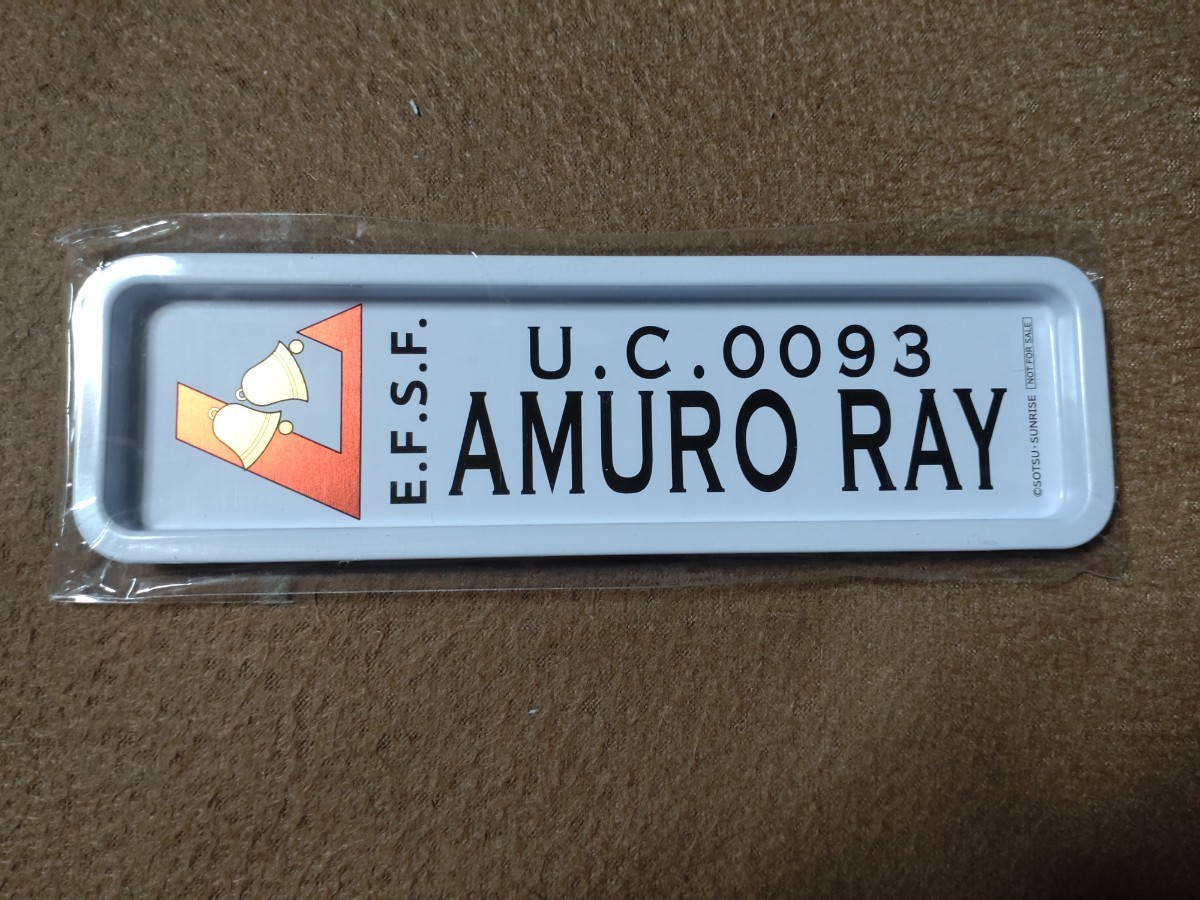 E.F.S.F.
U.C.0093
AMURO RAY
©SOTSU・SUNRISE NOT FOR SALE